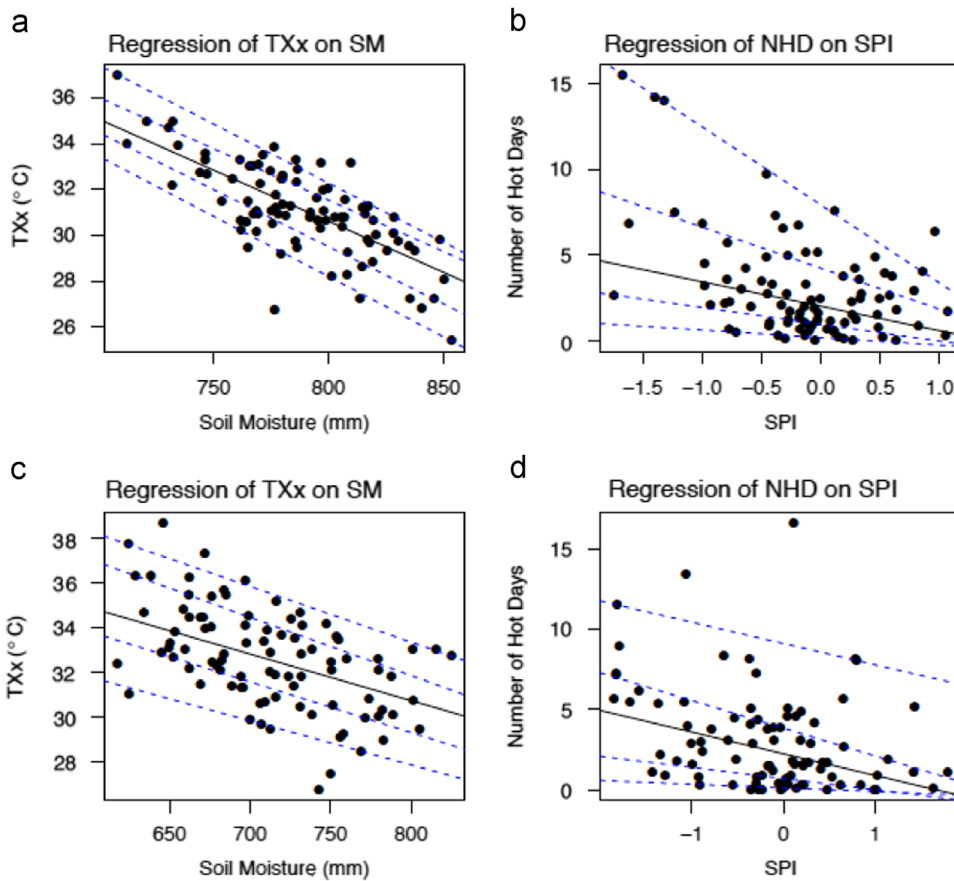 a
Regression of TXx on SM
TXx (° C)
36
34
32
30
28
26
750 800 850
Soil Moisture (mm)
b
Regression of NHD on SPI
Number of Hot Days
15
10
5
0
−1.5 −1.0 −0.5 0.0 0.5 1.0
SPI
c
Regression of TXx on SM
TXx (° C)
38
36
34
32
30
28
650 700 750 800
Soil Moisture (mm)
d
Regression of NHD on SPI
Number of Hot Days
15
10
5
0
−1 0 1
SPI